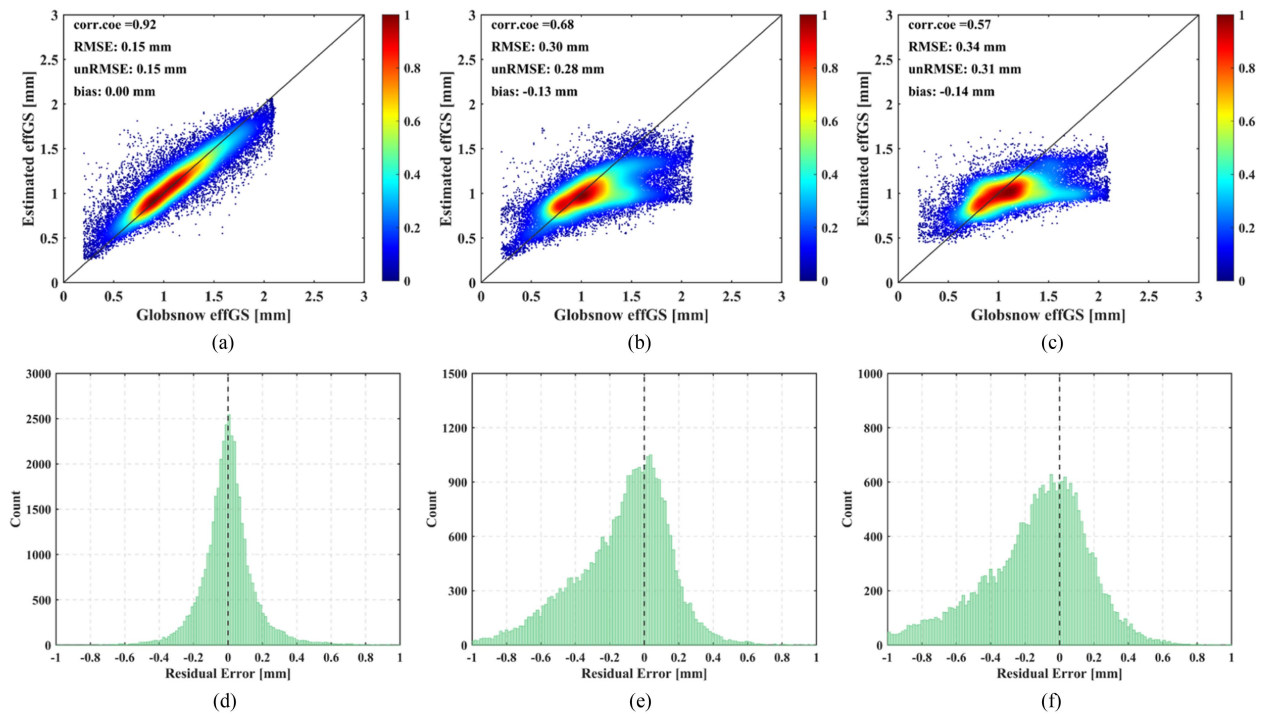 corr.coe =0.92
RMSE: 0.15 mm
unRMSE: 0.15 mm
bias: 0.00 mm
3
2.5
2
1.5
1
0.5
0
Estimated effGS [mm]
0 0.5 1 1.5 2 2.5 3
Globsnow effGS [mm]
1
0.8
0.6
0.4
0.2
0
(a)
corr.coe =0.68
RMSE: 0.30 mm
unRMSE: 0.28 mm
bias: -0.13 mm
3
2.5
2
1.5
1
0.5
0
Estimated effGS [mm]
0 0.5 1 1.5 2 2.5 3
Globsnow effGS [mm]
1
0.8
0.6
0.4
0.2
0
(b)
corr.coe =0.57
RMSE: 0.34 mm
unRMSE: 0.31 mm
bias: -0.14 mm
3
2.5
2
1.5
1
0.5
0
Estimated effGS [mm]
0 0.5 1 1.5 2 2.5 3
Globsnow effGS [mm]
1
0.8
0.6
0.4
0.2
0
(c)
3000
2500
2000
1500
1000
500
0
Count
-1 -0.8 -0.6 -0.4 -0.2 0 0.2 0.4 0.6 0.8 1
Residual Error [mm]
(d)
1500
1200
900
600
300
0
Count
-1 -0.8 -0.6 -0.4 -0.2 0 0.2 0.4 0.6 0.8 1
Residual Error [mm]
(e)
1000
800
600
400
200
0
Count
-1 -0.8 -0.6 -0.4 -0.2 0 0.2 0.4 0.6 0.8 1
Residual Error [mm]
(f)